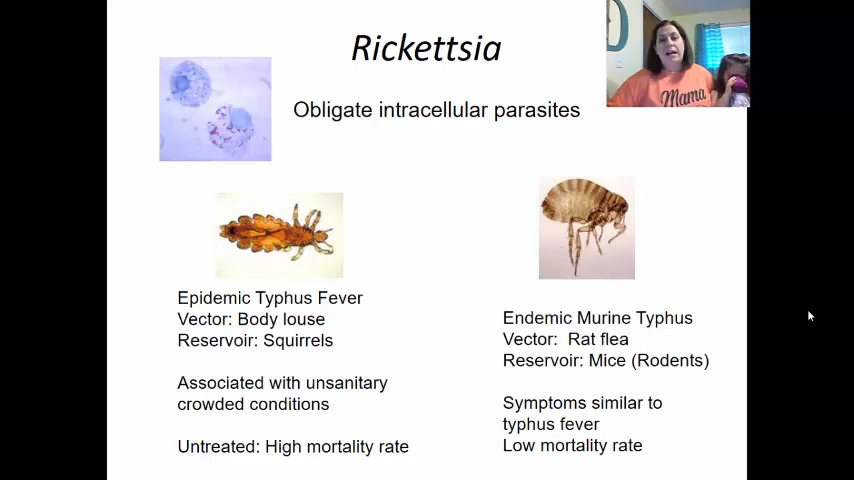 Rickettsia
Mama
Obligate intracellular parasites
Epidemic Typhus Fever
Vector: Body louse
Reservoir: Squirrels
Associated with unsanitary
crowded conditions
Untreated: High mortality rate
Endemic Murine Typhus
Vector: Rat flea
Reservoir: Mice (Rodents)
Symptoms similar to
typhus fever
Low mortality rate